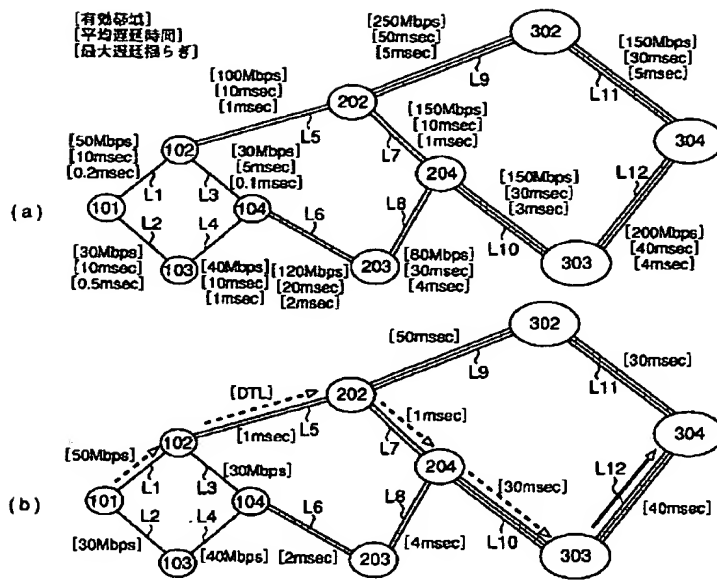 [有効帯域]
[平均遅延時間]
[最大遅延揺らぎ]
(a)
[250Mbps]
[50msec]
[5msec]
302
[150Mbps]
[30msec]
[5msec]
L9
L11
[100Mbps]
[10msec]
[1msec]
202
[150Mbps]
[10msec]
[1msec]
304
L5
L7
[50Mbps]
[10msec]
[0.2msec]
102
[30Mbps]
[5msec]
[0.1msec]
204
[150Mbps]
[30msec]
[3msec]
L12
L1
L3
101
104
L6
L8
L2
L4
L10
[30Mbps]
[10msec]
[0.5msec]
103
[40Mbps]
[10msec]
[1msec]
[120Mbps]
[20msec]
[2msec]
203
[80Mbps]
[30msec]
[4msec]
303
[200Mbps]
[40msec]
[4msec]
(b)
[50msec]
302
L9
[30msec]
L11
[DTL]
202
[1msec]
L5
[1msec]
L7
304
[50Mbps]
102
L1
L3
[30Mbps]
204
[30msec]
L12
101
104
L6
L8
[40msec]
L2
L4
L10
[30Mbps]
103
[40Mbps]
[2msec]
203
[4msec]
303